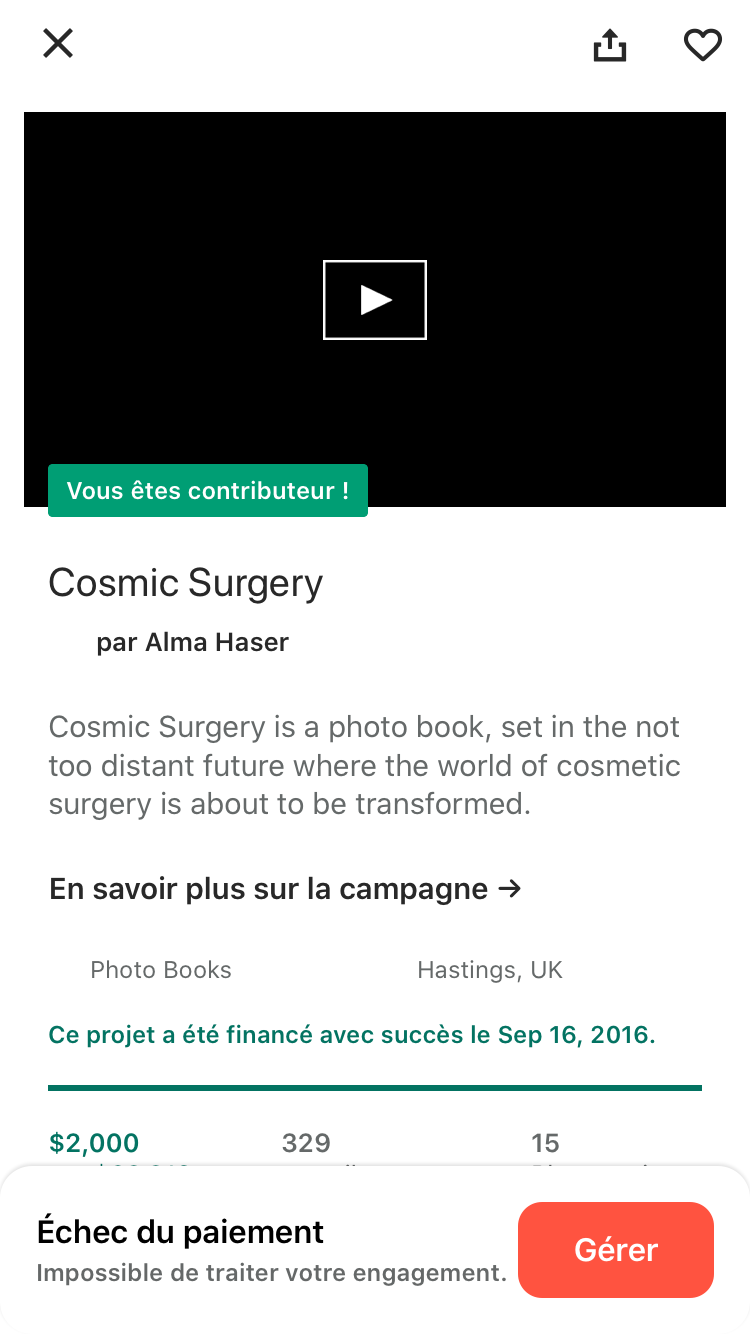 Vous êtes contributeur !
Cosmic Surgery
par Alma Haser
Cosmic Surgery is a photo book, set in the not
too distant future where the world of cosmetic
surgery is about to be transformed.
En savoir plus sur la campagne →
Photo Books
Hastings, UK
Ce projet a été financé avec succès le Sep 16, 2016.
$2,000
329
15
Échec du paiement
Impossible de traiter votre engagement.
Gérer